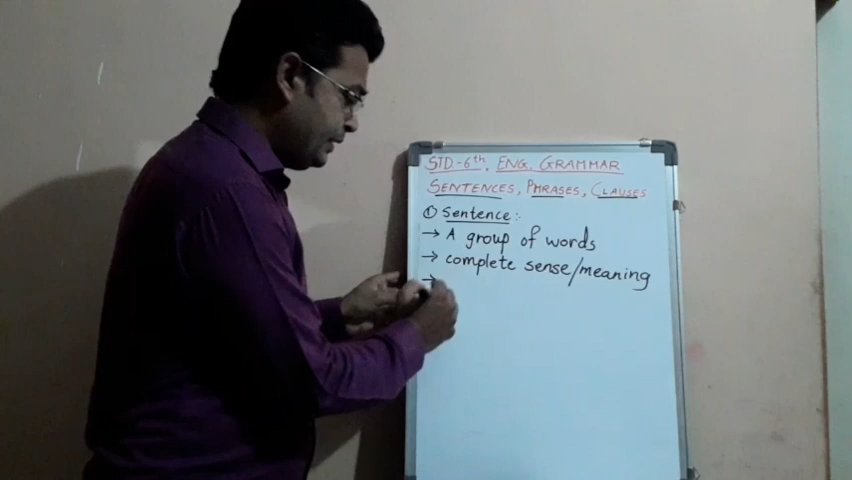 STD-6th, ENG. GRAMMAR
SENTENCES, PHRASES, CLAUSES
① Sentence:-
→ A group of words
→ complete sense/meaning
→